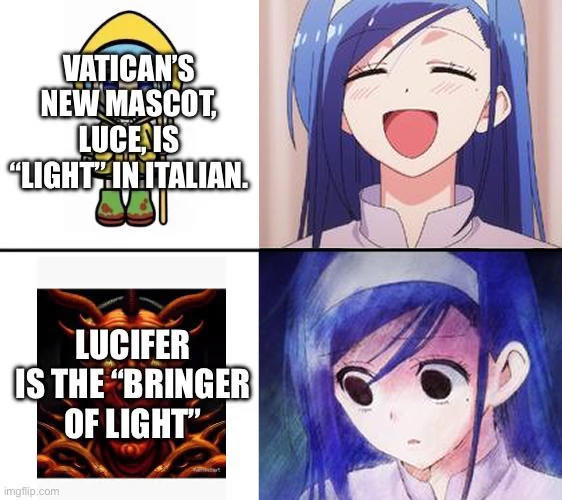 VATICAN’S
NEW MASCOT,
LUCE, IS
“LIGHT” IN ITALIAN.
LUCIFER
IS THE “BRINGER
OF LIGHT”
imgflip.com